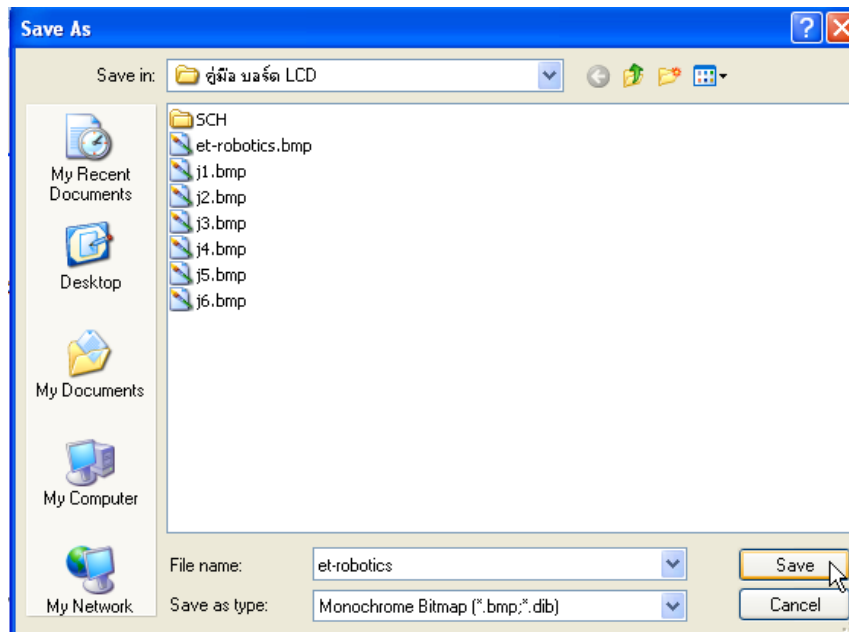 Save As
Save in:
คู่มือ บอร์ด LCD
SCH
et-robotics.bmp
j1.bmp
j2.bmp
j3.bmp
j4.bmp
j5.bmp
j6.bmp
My Recent
Documents
Desktop
My Documents
My Computer
My Network
File name:
et-robotics
Save
Save as type:
Monochrome Bitmap (*.bmp;*.dib)
Cancel